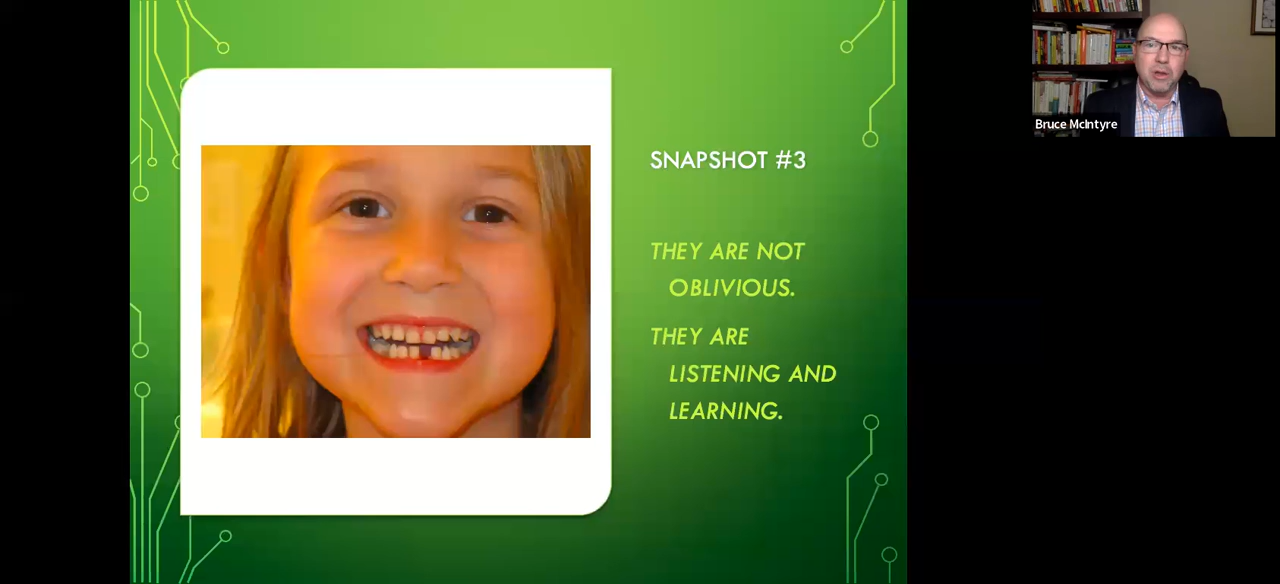 SNAPSHOT #3
THEY ARE NOT
OBLIVIOUS.
THEY ARE
LISTENING AND
LEARNING.
Bruce McIntyre